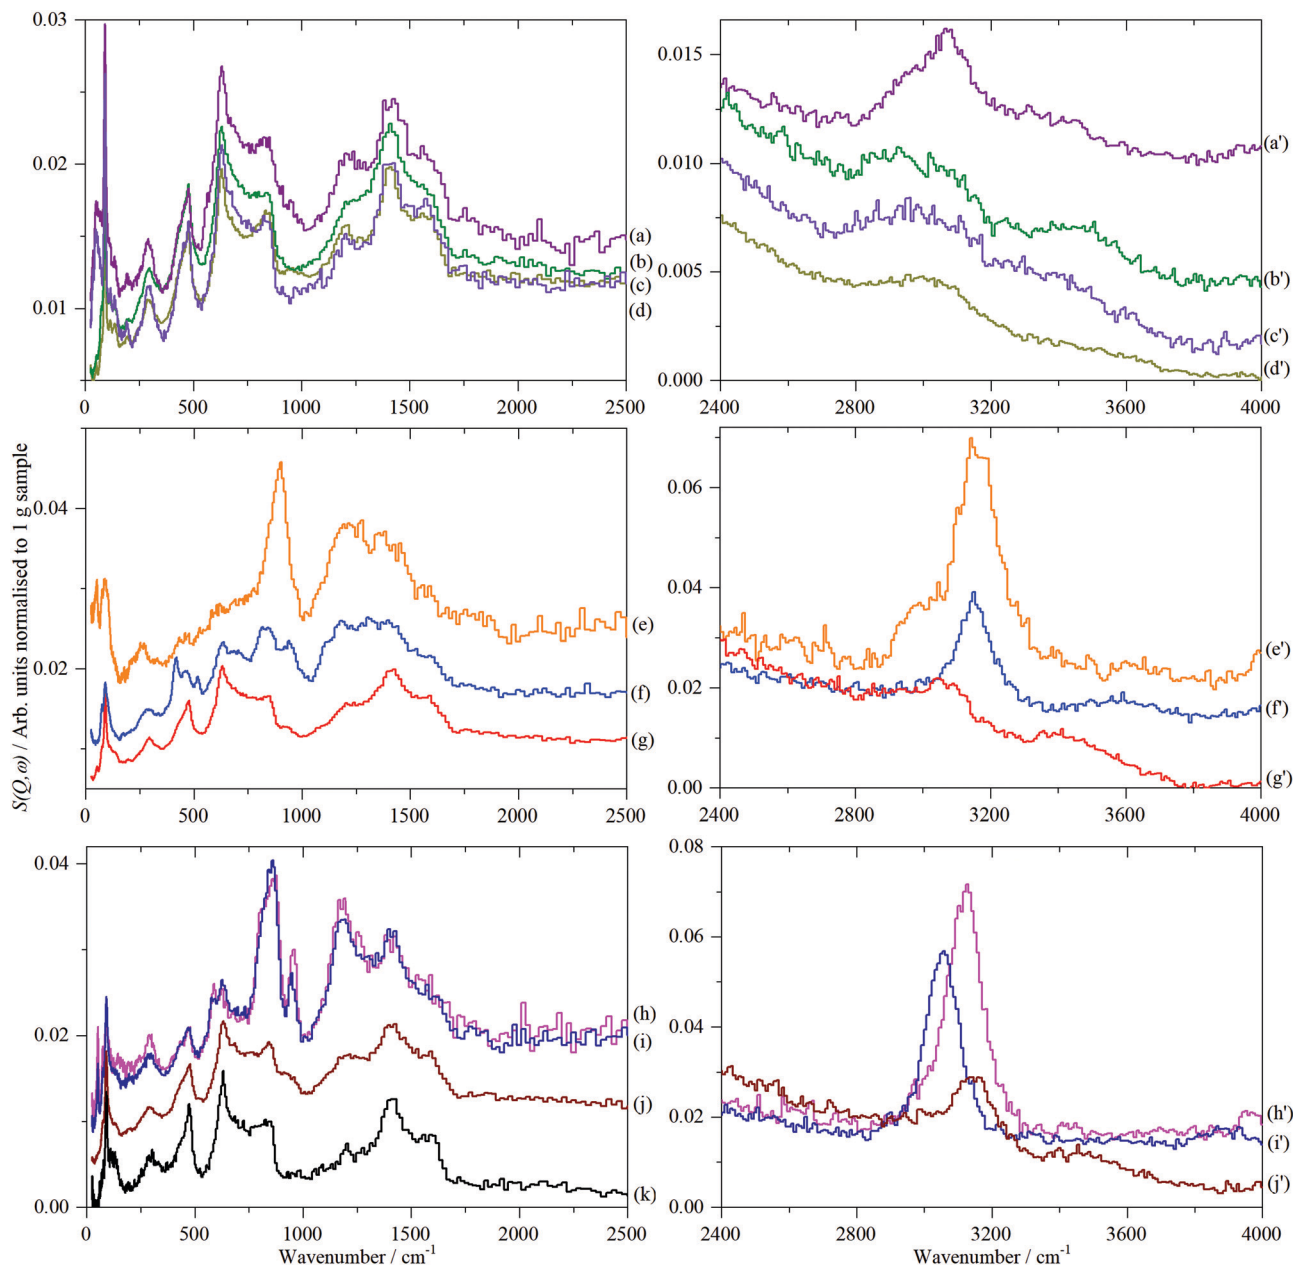 0.03
0.02
0.01
(a)
(b)
(c)
(d)
0 500 1000 1500 2000 2500
0.015
0.010
0.005
0.000
(a')
(b')
(c')
(d')
2400 2800 3200 3600 4000
S(Q,ω) / Arb. units normalised to 1 g sample
0.04
0.02
(e)
(f)
(g)
0 500 1000 1500 2000 2500
0.06
0.04
0.02
0.00
(e')
(f')
(g')
2400 2800 3200 3600 4000
0.04
0.02
0.00
(h)
(i)
(j)
(k)
0 500 1000 1500 2000 2500
Wavenumber / cm⁻¹
0.08
0.06
0.04
0.02
0.00
(h')
(i')
(j')
2400 2800 3200 3600 4000
Wavenumber / cm⁻¹